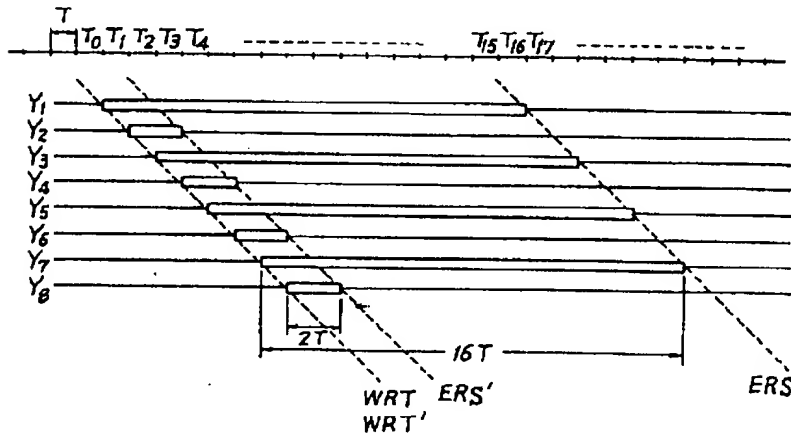 T
T0 T1 T2 T3 T4
T15 T16 T17
Y1
Y2
Y3
Y4
Y5
Y6
Y7
Y8
2T
16T
WRT
WRT'
ERS'
ERS